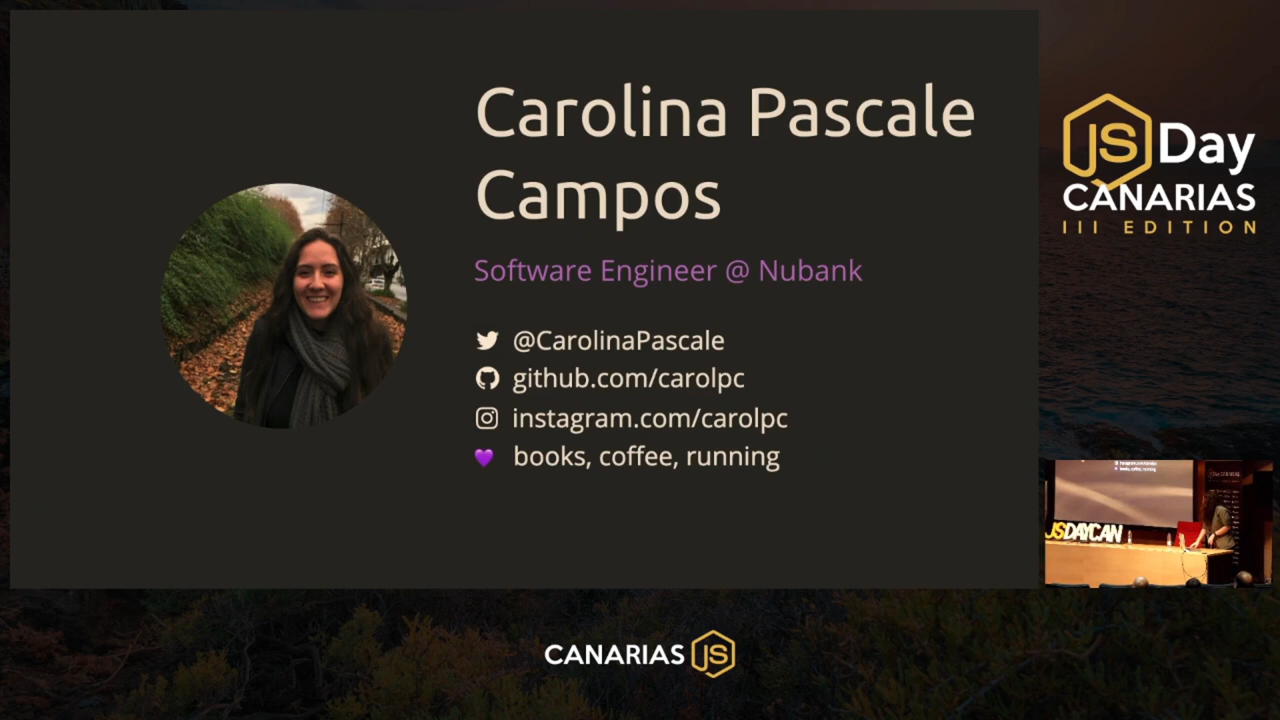 Carolina Pascale
Campos
Software Engineer @ Nubank
@CarolinaPascale
github.com/carolpc
instagram.com/carolpc
books, coffee, running
JS Day
CANARIAS
III EDITION
JSDAYCAN
CANARIAS JS